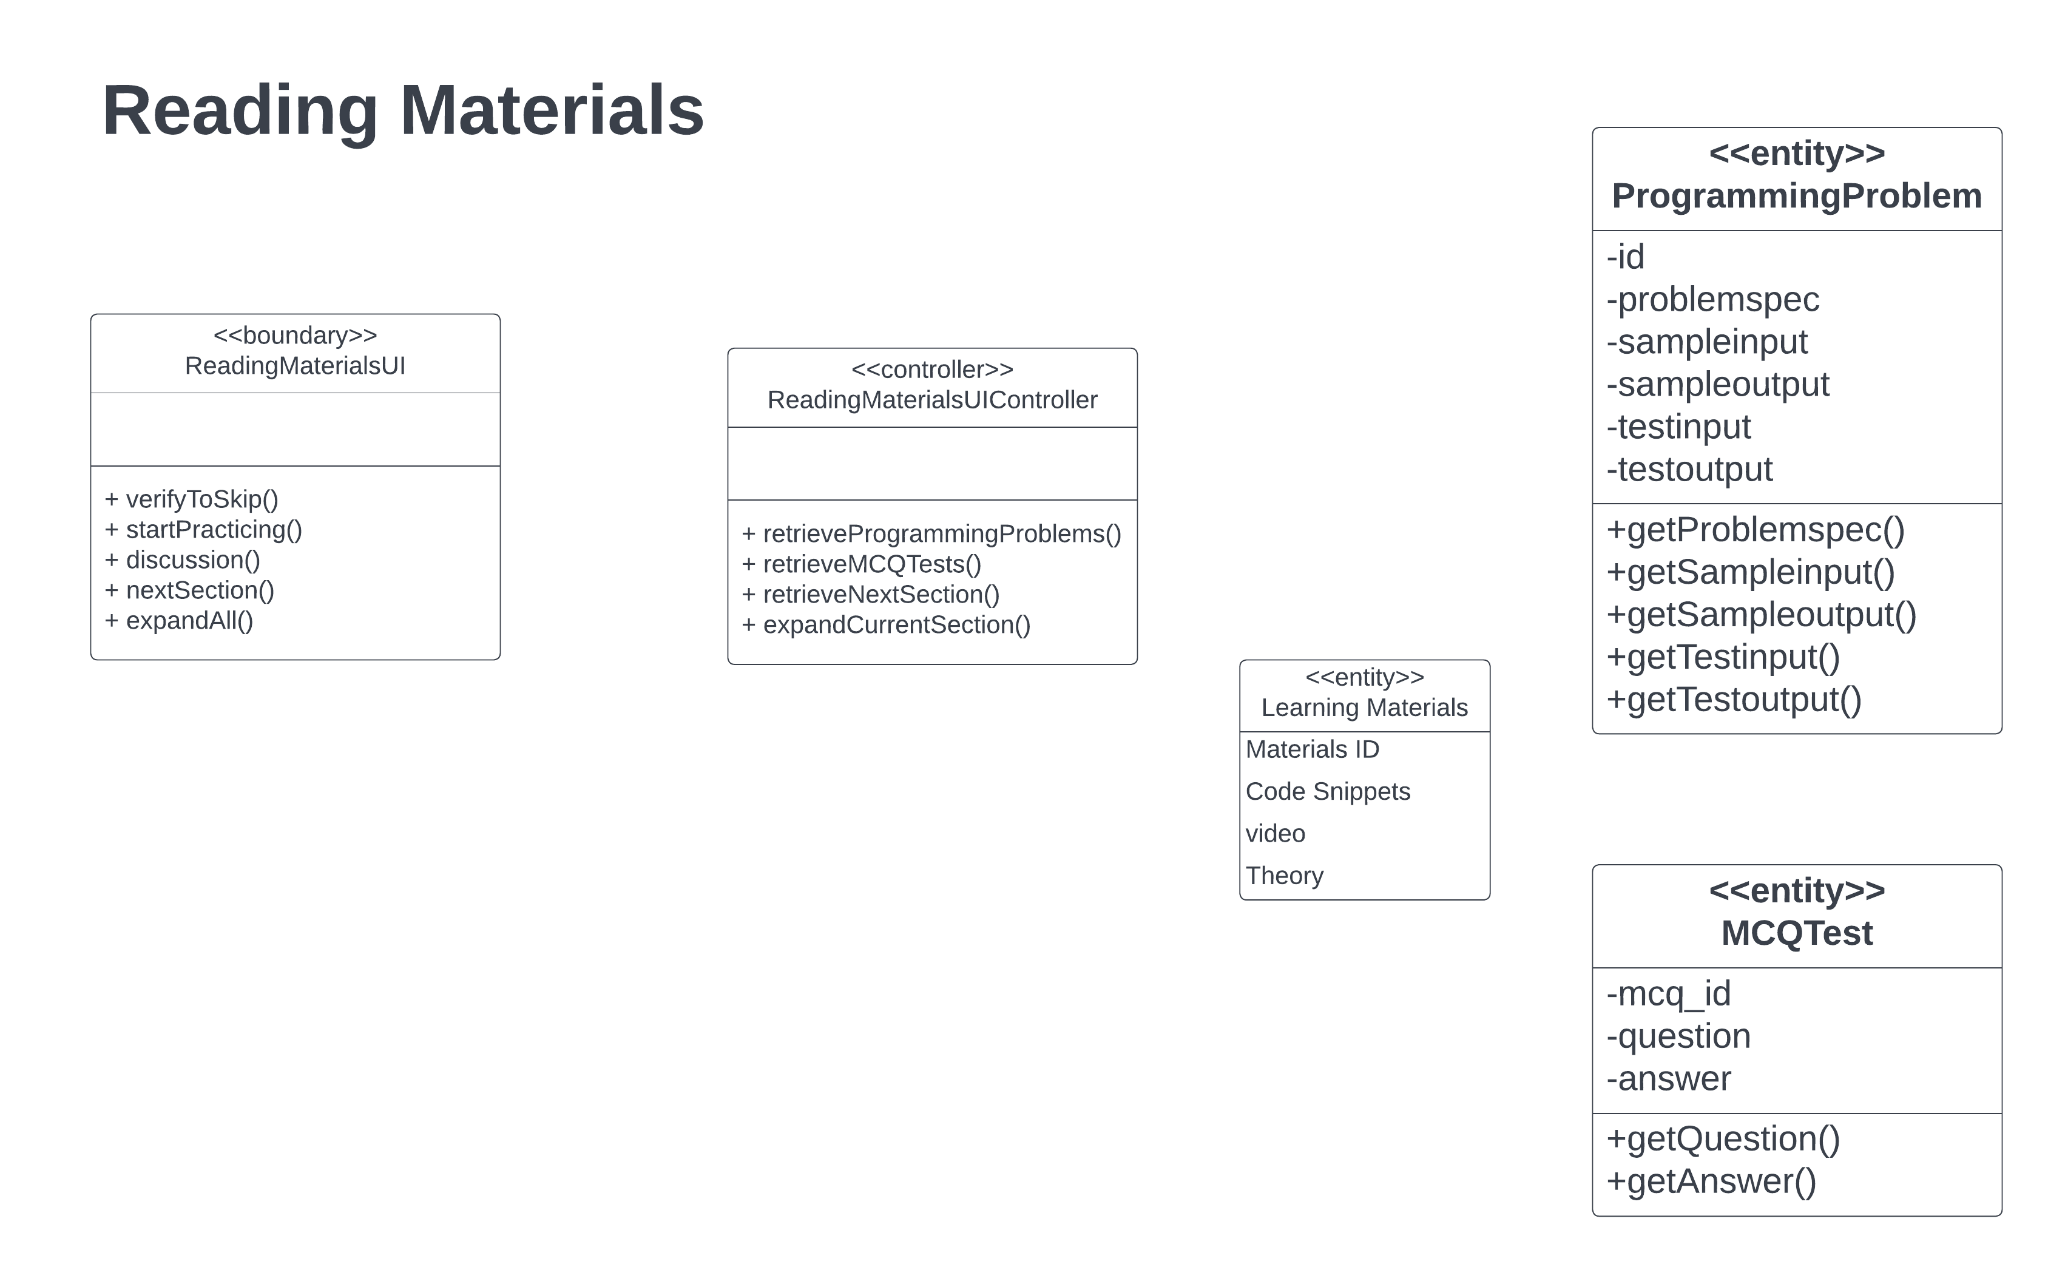 Reading Materials
<<boundary>>
ReadingMaterialsUI
+ verifyToSkip()
+ startPracticing()
+ discussion()
+ nextSection()
+ expandAll()
<<controller>>
ReadingMaterialsUIController
+ retrieveProgrammingProblems()
+ retrieveMCQTests()
+ retrieveNextSection()
+ expandCurrentSection()
<<entity>>
Learning Materials
Materials ID
Code Snippets
video
Theory
<<entity>>
ProgrammingProblem
-id
-problemspec
-sampleinput
-sampleoutput
-testinput
-testoutput
+getProblemspec()
+getSampleinput()
+getSampleoutput()
+getTestinput()
+getTestoutput()
<<entity>>
MCQTest
-mcq_id
-question
-answer
+getQuestion()
+getAnswer()